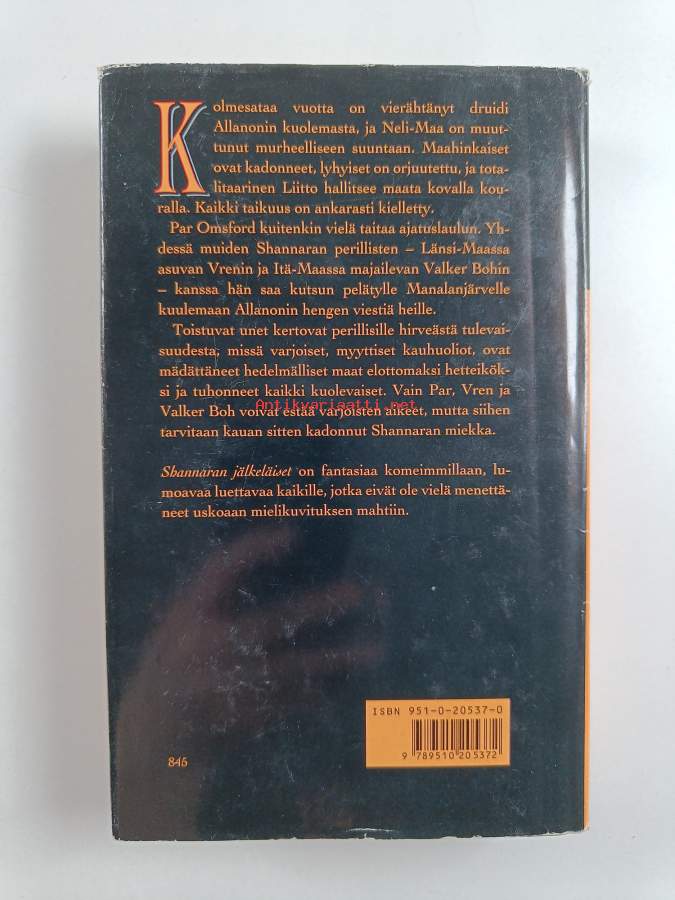 Kolmesataa vuotta on vierähtänyt druidi
Allanonin kuolemasta, ja Neli-Maa on muut-
tunut murheelliseen suuntaan. Maahinkaiset
ovat kadonneet, lyhyiset on orjuutettu, ja tota-
litaarinen Liitto hallitsee maata kovalla kou-
ralla. Kaikki taikuus on ankarasti kielletty.
Par Omsford kuitenkin vielä taitaa ajatuslaulun. Yh-
dessä muiden Shannaran perillisten – Länsi-Maassa
asuvan Vrenin ja Itä-Maassa majailevan Valker Bohin
– kanssa hän saa kutsun pelätylle Manalanjärvelle
kuulemaan Allanonin hengen viestiä heille.
Toistuvat unet kertovat perillisille hirveästä tulevai-
suudesta, missä varjoiset, myyttiset kauhuoliot, ovat
mädättäneet hedelmälliset maat elottomaksi hetteikök-
si ja tuhonneet kaikki kuolevaiset. Vain Par, Vren ja
Antikvariaatti.net
Valker Boh voivat estää varjoisten aikeet, mutta siihen
tarvitaan kauan sitten kadonnut Shannaran miekka.
Shannaran jälkeläiset on fantasiaa komeimmillaan, lu-
moavaa luettavaa kaikille, jotka eivät ole vielä menettä-
neet uskoaan mielikuvituksen mahtiin.
ISBN 951-0-20537-0
9 789510 205372
845